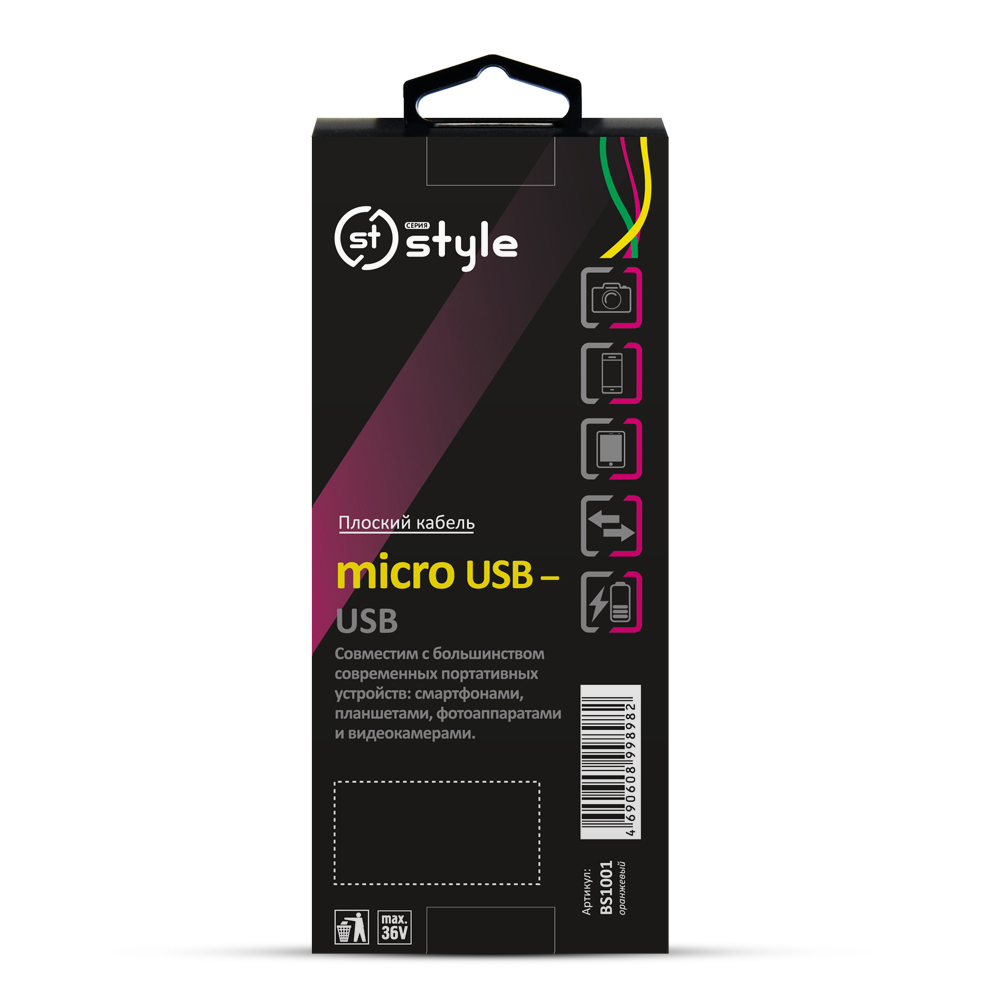 st
СЕРИЯ
style
Плоский кабель
micro USB –
USB
Совместим с большинством
современных портативных
устройств: смартфонами,
планшетами, фотоаппаратами
и видеокамерами.
4690608998982
Артикул:
BS1001
оранжевый
max.
36V